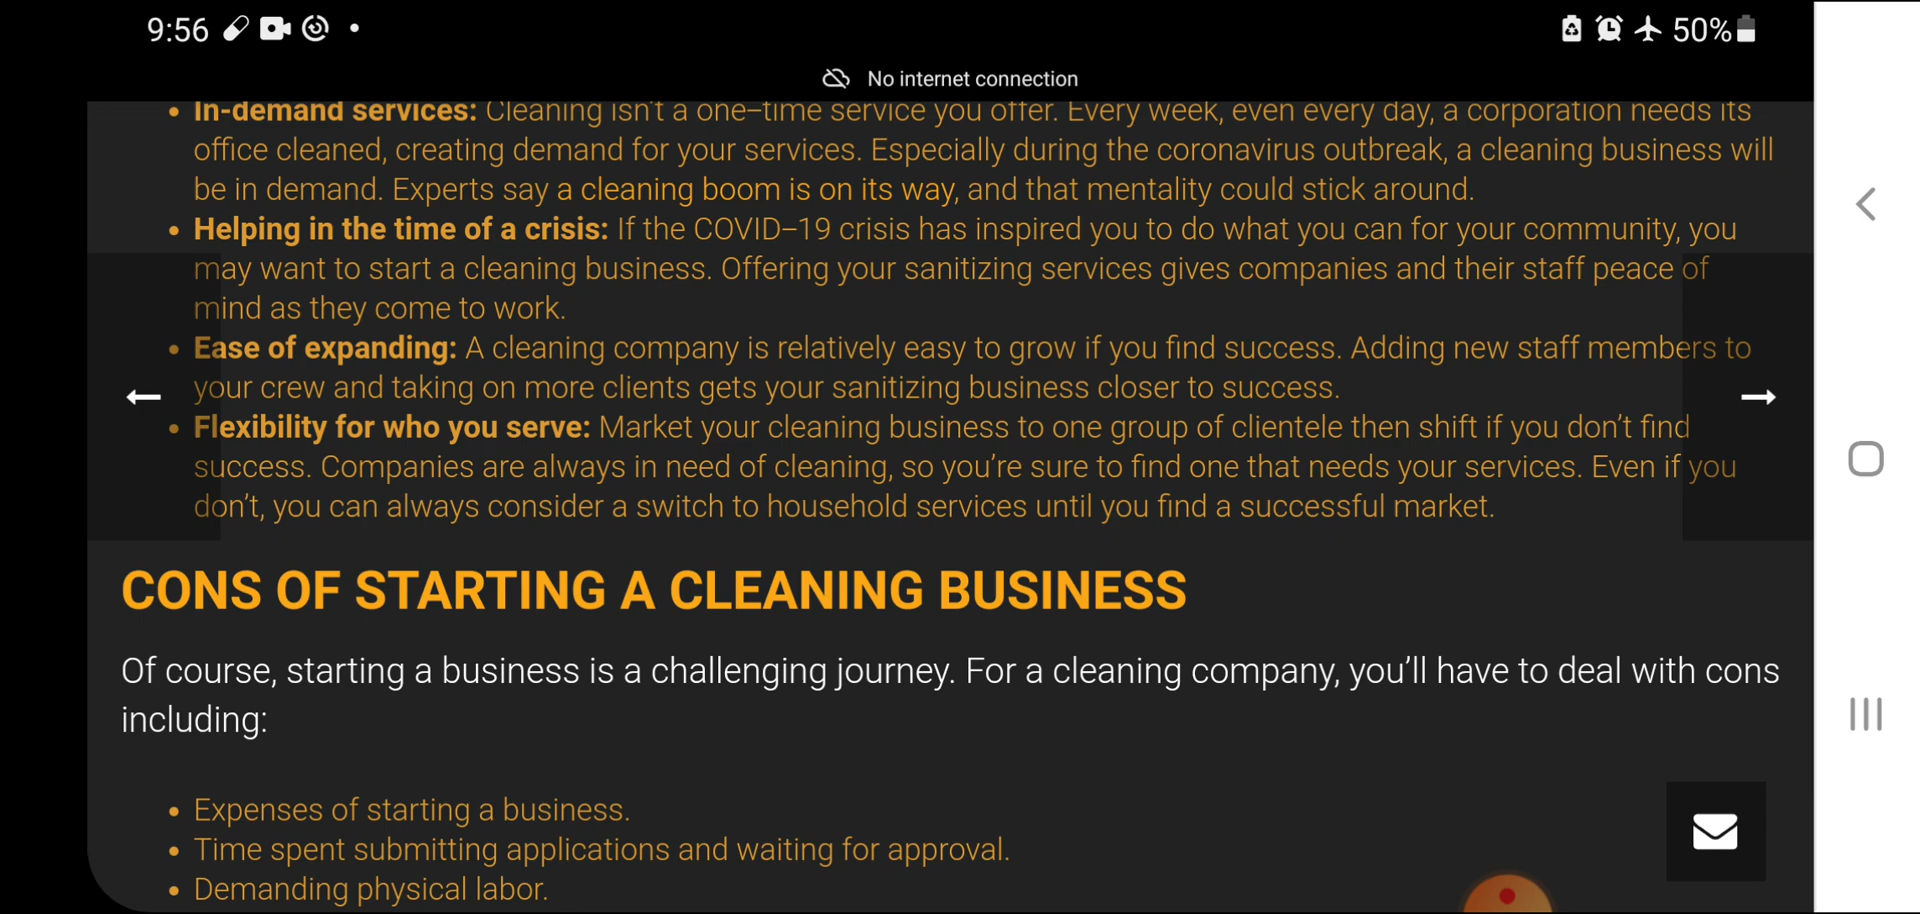 9:56
50%
No internet connection
In-demand services: Cleaning isn't a one–time service you offer. Every week, even every day, a corporation needs its
office cleaned, creating demand for your services. Especially during the coronavirus outbreak, a cleaning business will
be in demand. Experts say a cleaning boom is on its way, and that mentality could stick around.
Helping in the time of a crisis: If the COVID–19 crisis has inspired you to do what you can for your community, you
may want to start a cleaning business. Offering your sanitizing services gives companies and their staff peace of
mind as they come to work.
Ease of expanding: A cleaning company is relatively easy to grow if you find success. Adding new staff members to
your crew and taking on more clients gets your sanitizing business closer to success.
Flexibility for who you serve: Market your cleaning business to one group of clientele then shift if you don't find
success. Companies are always in need of cleaning, so you're sure to find one that needs your services. Even if you
don't, you can always consider a switch to household services until you find a successful market.
CONS OF STARTING A CLEANING BUSINESS
Of course, starting a business is a challenging journey. For a cleaning company, you'll have to deal with cons
including:
Expenses of starting a business.
Time spent submitting applications and waiting for approval.
Demanding physical labor.